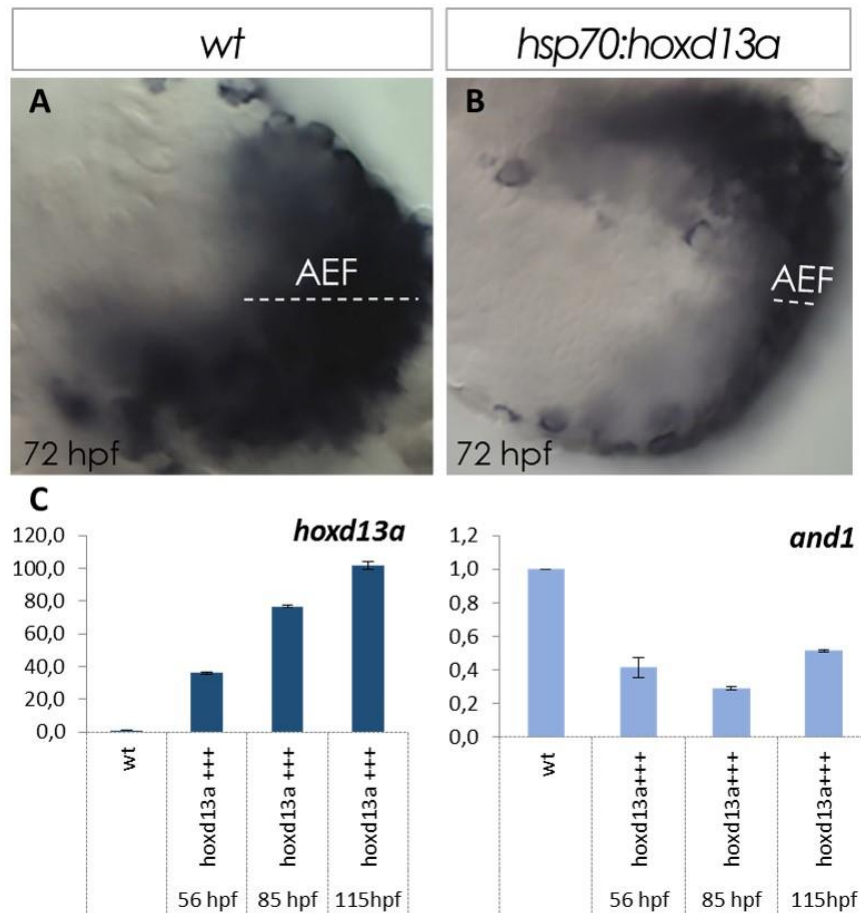 wt
hsp70:hoxd13a
A
AEF
72 hpf
B
AEF
72 hpf
C
hoxd13a
120,0
100,0
80,0
60,0
40,0
20,0
0,0
wt
hoxd13a +++
hoxd13a +++
hoxd13a +++
56 hpf
85 hpf
115hpf
and1
1,2
1,0
0,8
0,6
0,4
0,2
0,0
wt
hoxd13a+++
hoxd13a+++
hoxd13a+++
56 hpf
85 hpf
115hpf